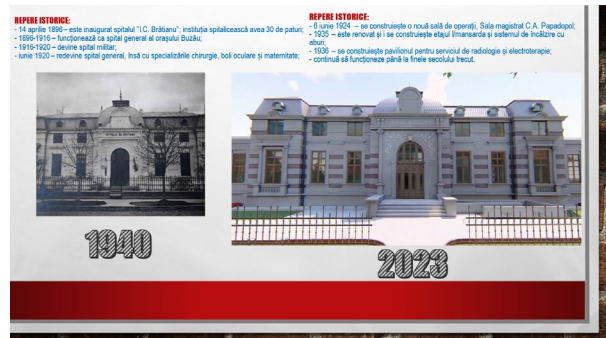 REPERE ISTORICE:
- 14 aprilie 1896 – este inaugurat spitalul "I.C. Brătianu"; instituția spitalicească avea 30 de paturi;
- 1896-1916 – funcționează ca spital general al orașului Buzău;
- 1916-1920 – devine spital militar;
- iunie 1920 – redevine spital general, însă cu specializările chirurgie, boli oculare și maternitate;
REPERE ISTORICE:
- 6 iunie 1924 – se construiește o nouă sală de operații, Sala magistrat C.A. Papadopol;
- 1935 – este renovat și i se construiește etajul I/mansarda și sistemul de încălzire cu
aburi;
- 1936 – se construiește pavilionul pentru serviciul de radiologie și electroterapie;
- continuă să funcționeze până la finele secolului trecut.
1940
2023